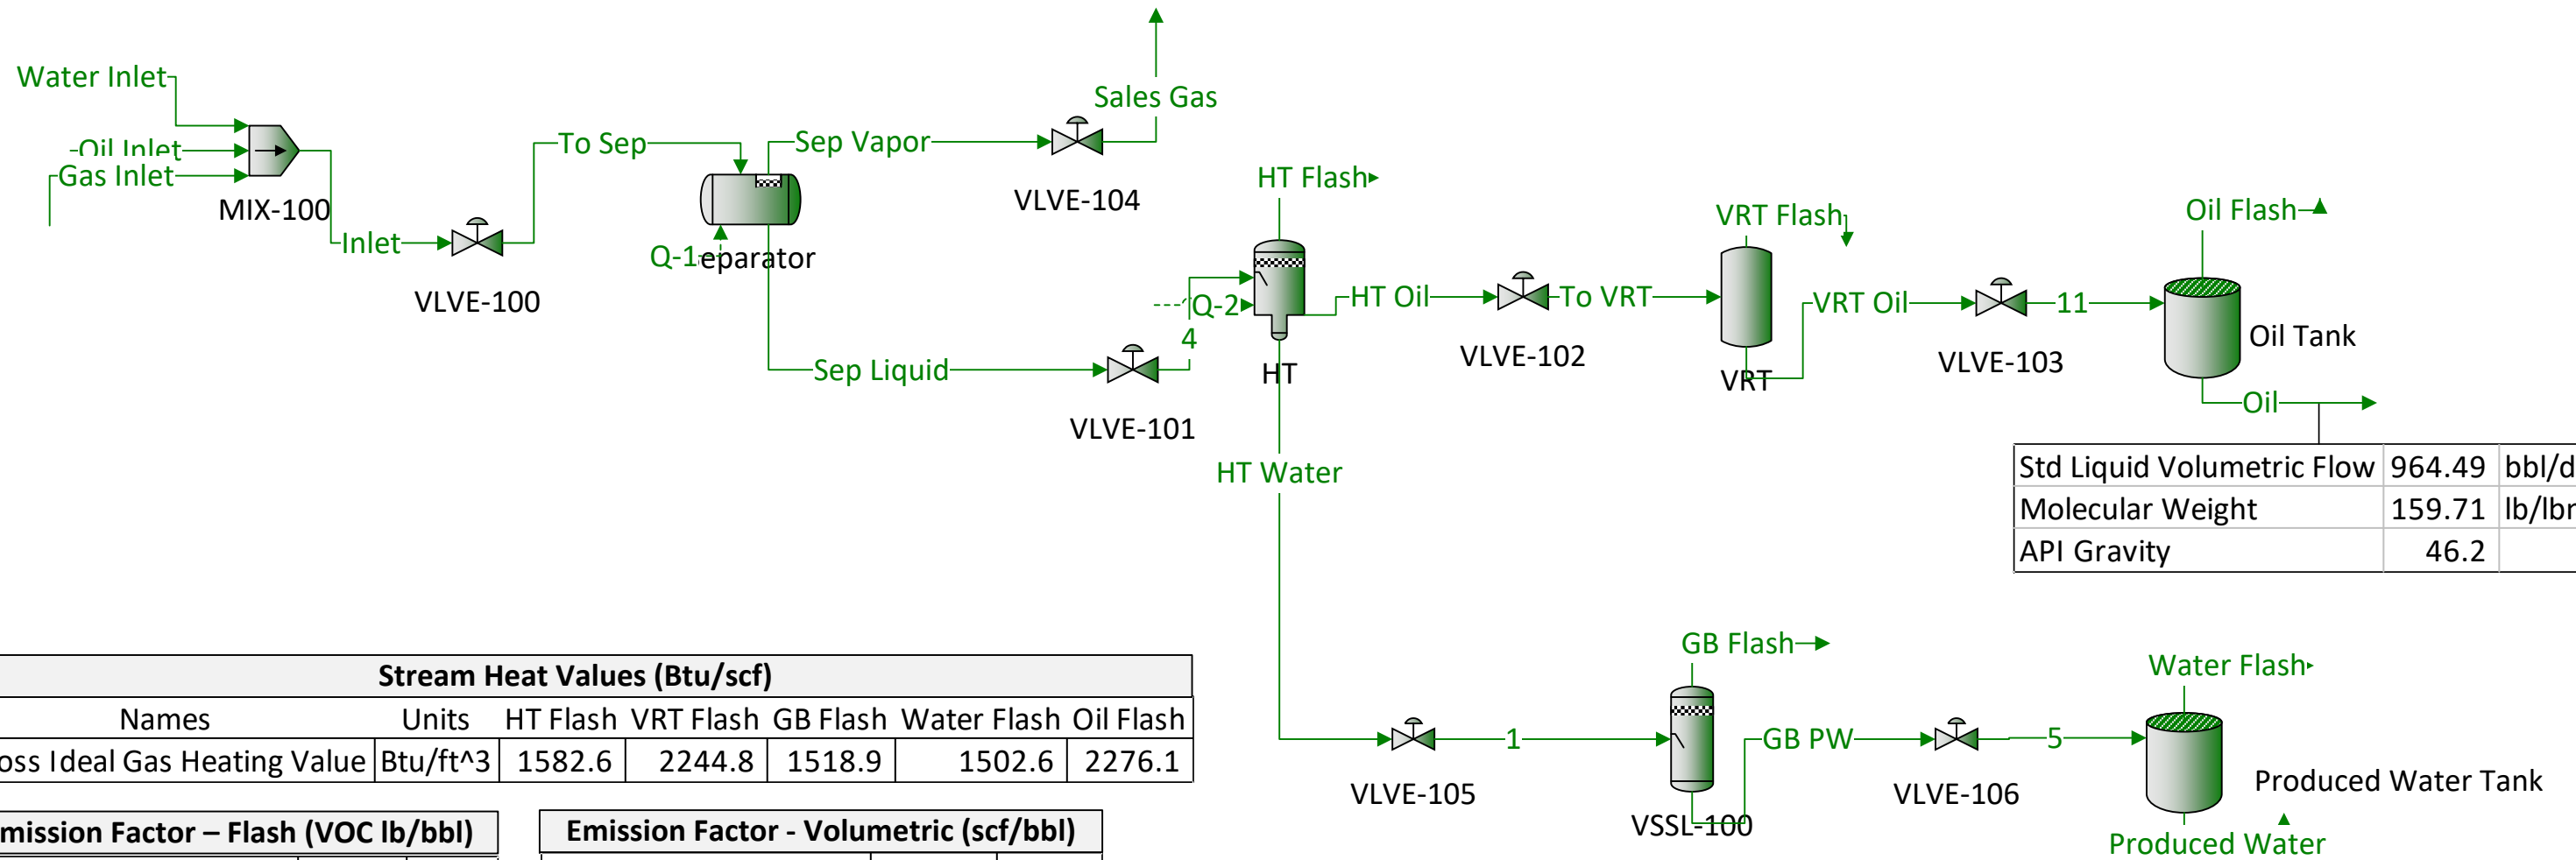 Water Inlet
Oil Inlet
Gas Inlet
MIX-100
Inlet
VLVE-100
To Sep
Sep Vapor
Q-1
eparator
Sep Liquid
Sales Gas
VLVE-104
VLVE-101
4
Q-2
HT Flash
HT
HT Oil
HT Water
VLVE-102
To VRT
VRT Flash
VRT
VRT Oil
VLVE-103
11
Oil Flash
Oil Tank
Oil
Std Liquid Volumetric Flow 964.49 bbl/d
Molecular Weight 159.71 lb/lb
API Gravity 46.2
Stream Heat Values (Btu/scf)
Names Units HT Flash VRT Flash GB Flash Water Flash Oil Flash
oss Ideal Gas Heating Value Btu/ft^3 1582.6 2244.8 1518.9 1502.6 2276.1
mission Factor – Flash (VOC lb/bbl)
Emission Factor - Volumetric (scf/bbl)
VLVE-105
1
GB Flash
VSSL-100
GB PW
VLVE-106
5
Water Flash
Produced Water Tank
Produced Water